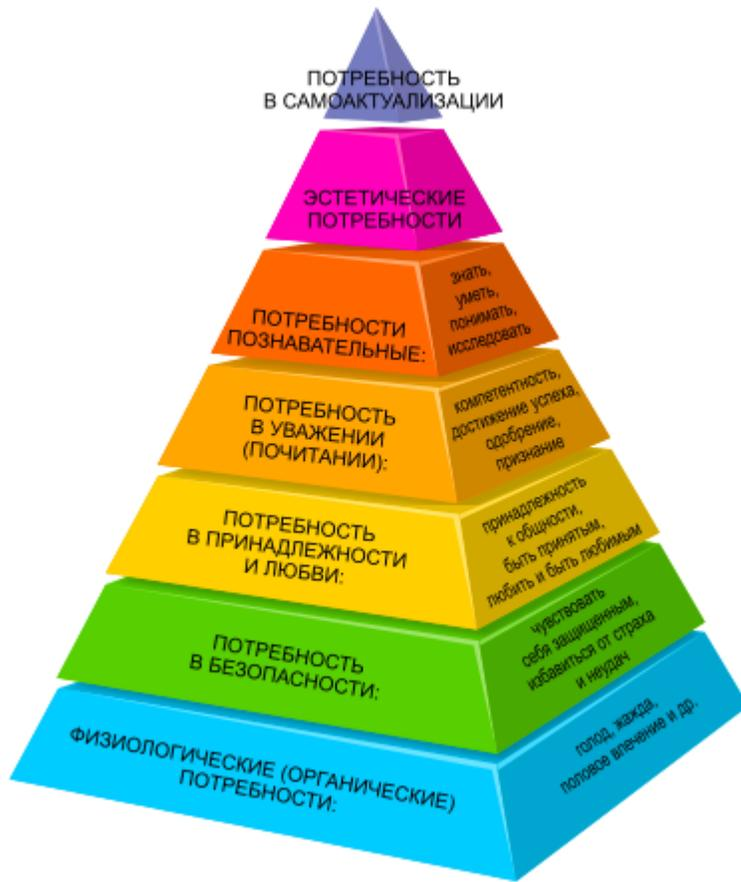 ПОТРЕБНОСТЬ
В САМОАКТУАЛИЗАЦИИ
ЭСТЕТИЧЕСКИЕ
ПОТРЕБНОСТИ
ПОТРЕБНОСТИ
ПОЗНАВАТЕЛЬНЫЕ:
знать,
уметь,
понимать,
исследовать
ПОТРЕБНОСТЬ
В УВАЖЕНИИ
(ПОЧИТАНИИ):
компетентность,
достижение успеха,
одобрение,
признание
ПОТРЕБНОСТЬ
В ПРИНАДЛЕЖНОСТИ
И ЛЮБВИ:
принадлежность
к общности,
быть принятым,
любить и быть любимым
ПОТРЕБНОСТЬ
В БЕЗОПАСНОСТИ:
чувствовать
себя защищенным,
избавиться от страха
и неудач
ФИЗИОЛОГИЧЕСКИЕ (ОРГАНИЧЕСКИЕ)
ПОТРЕБНОСТИ:
голод, жажда,
половое влечение и др.